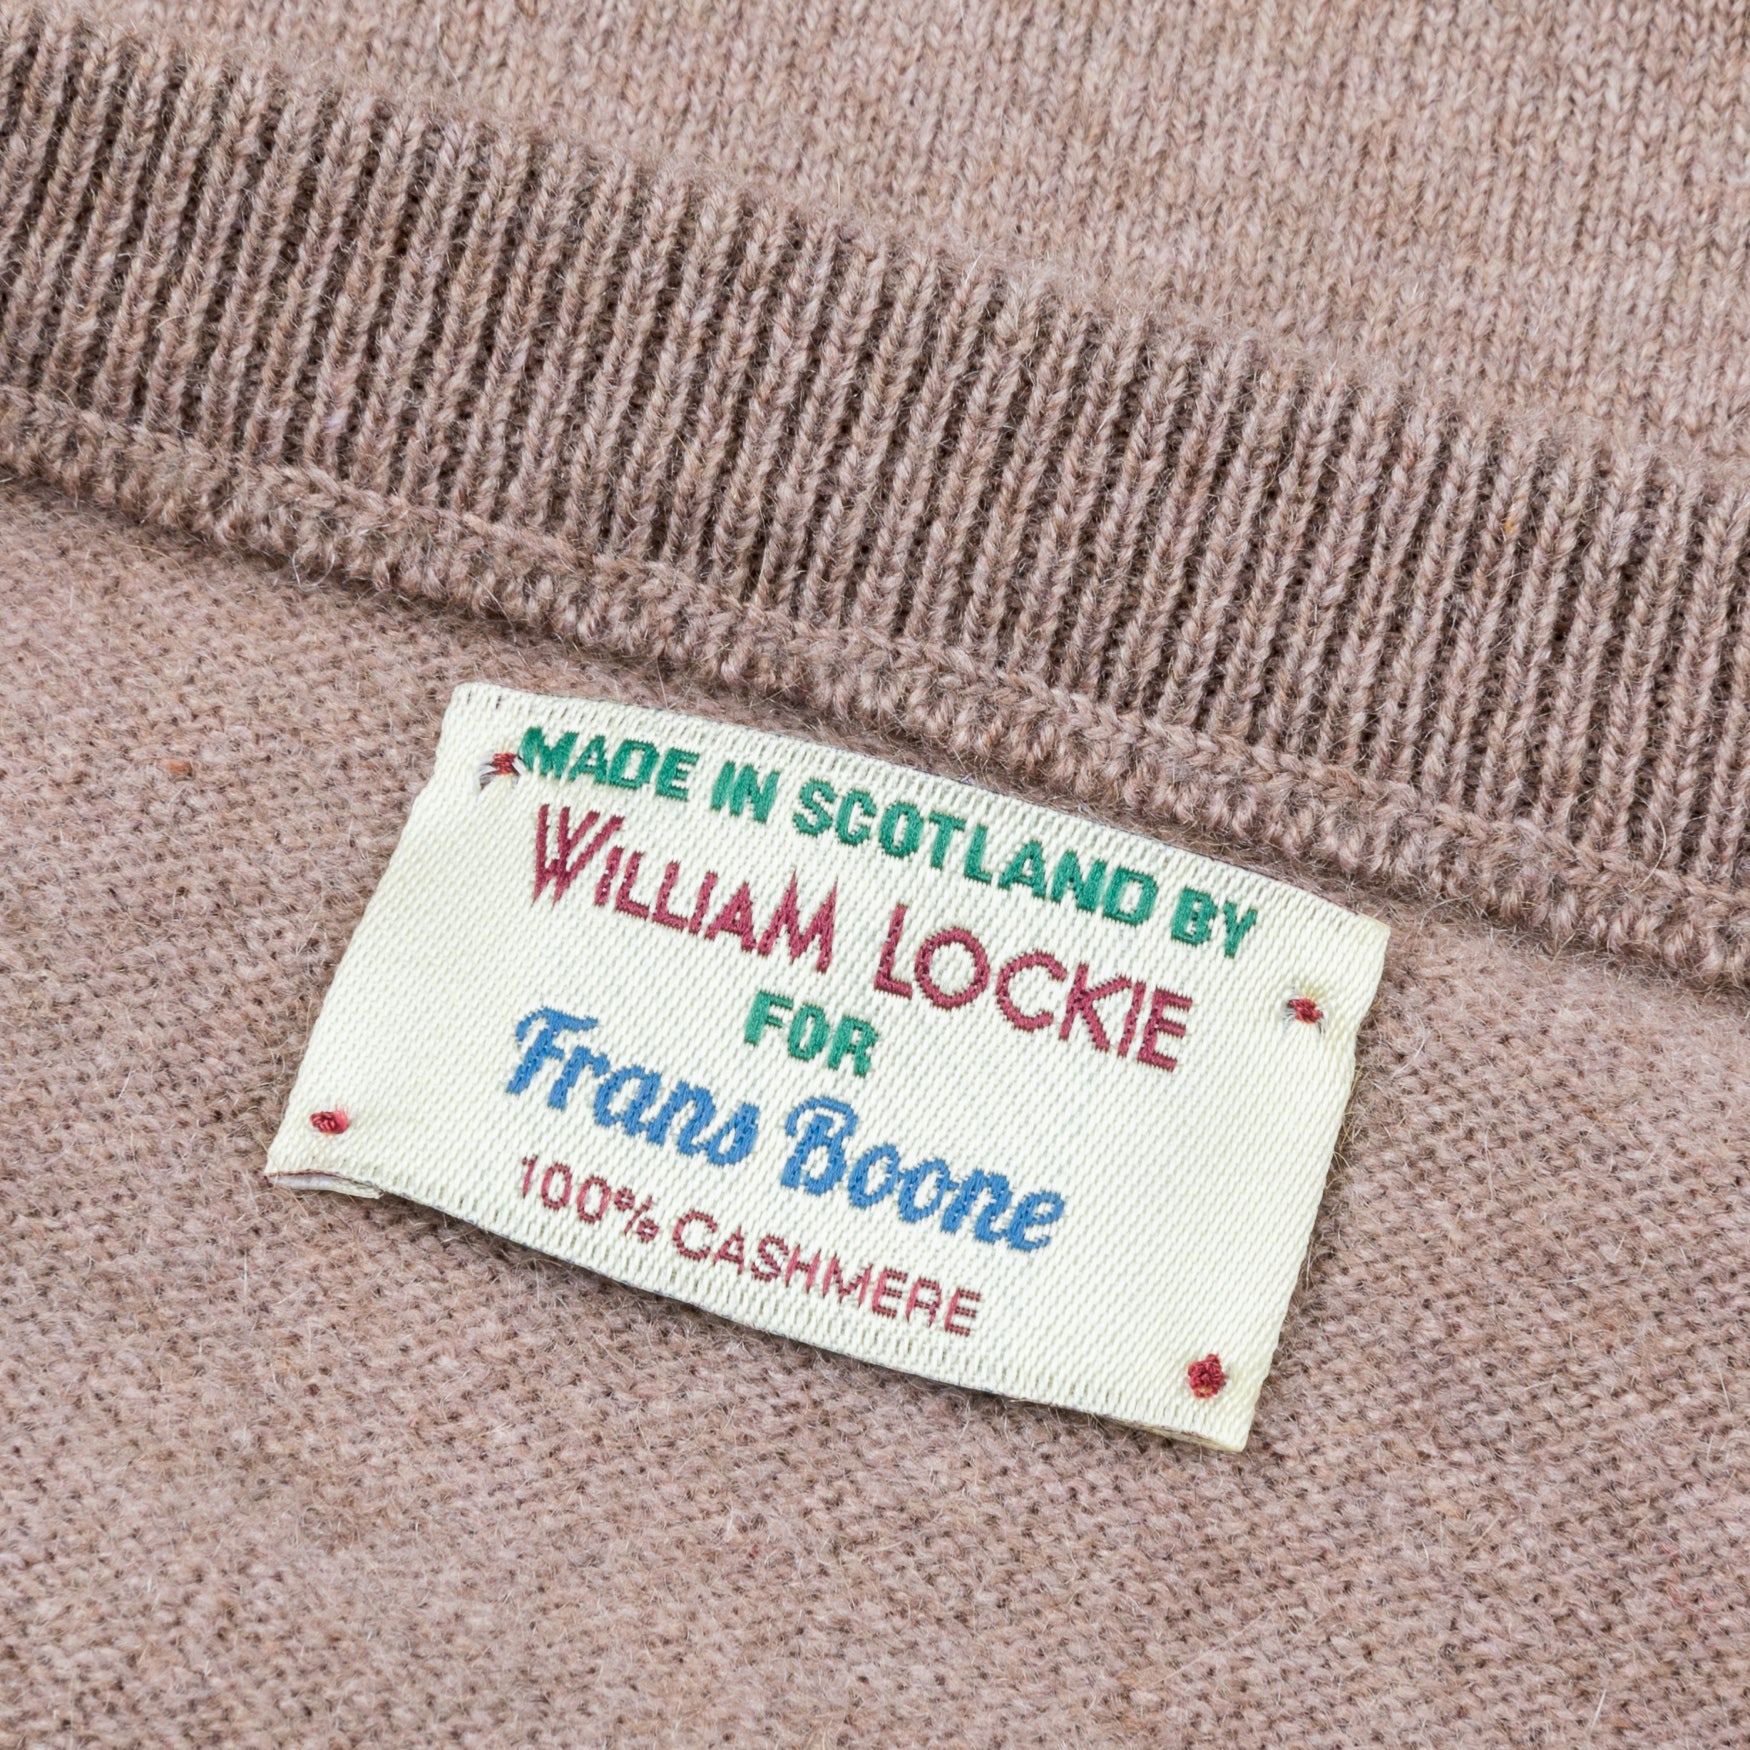 MADE IN SCOTLAND BY
WILLIAM LOCKIE
FOR
Frans Boone
100% CASHMERE